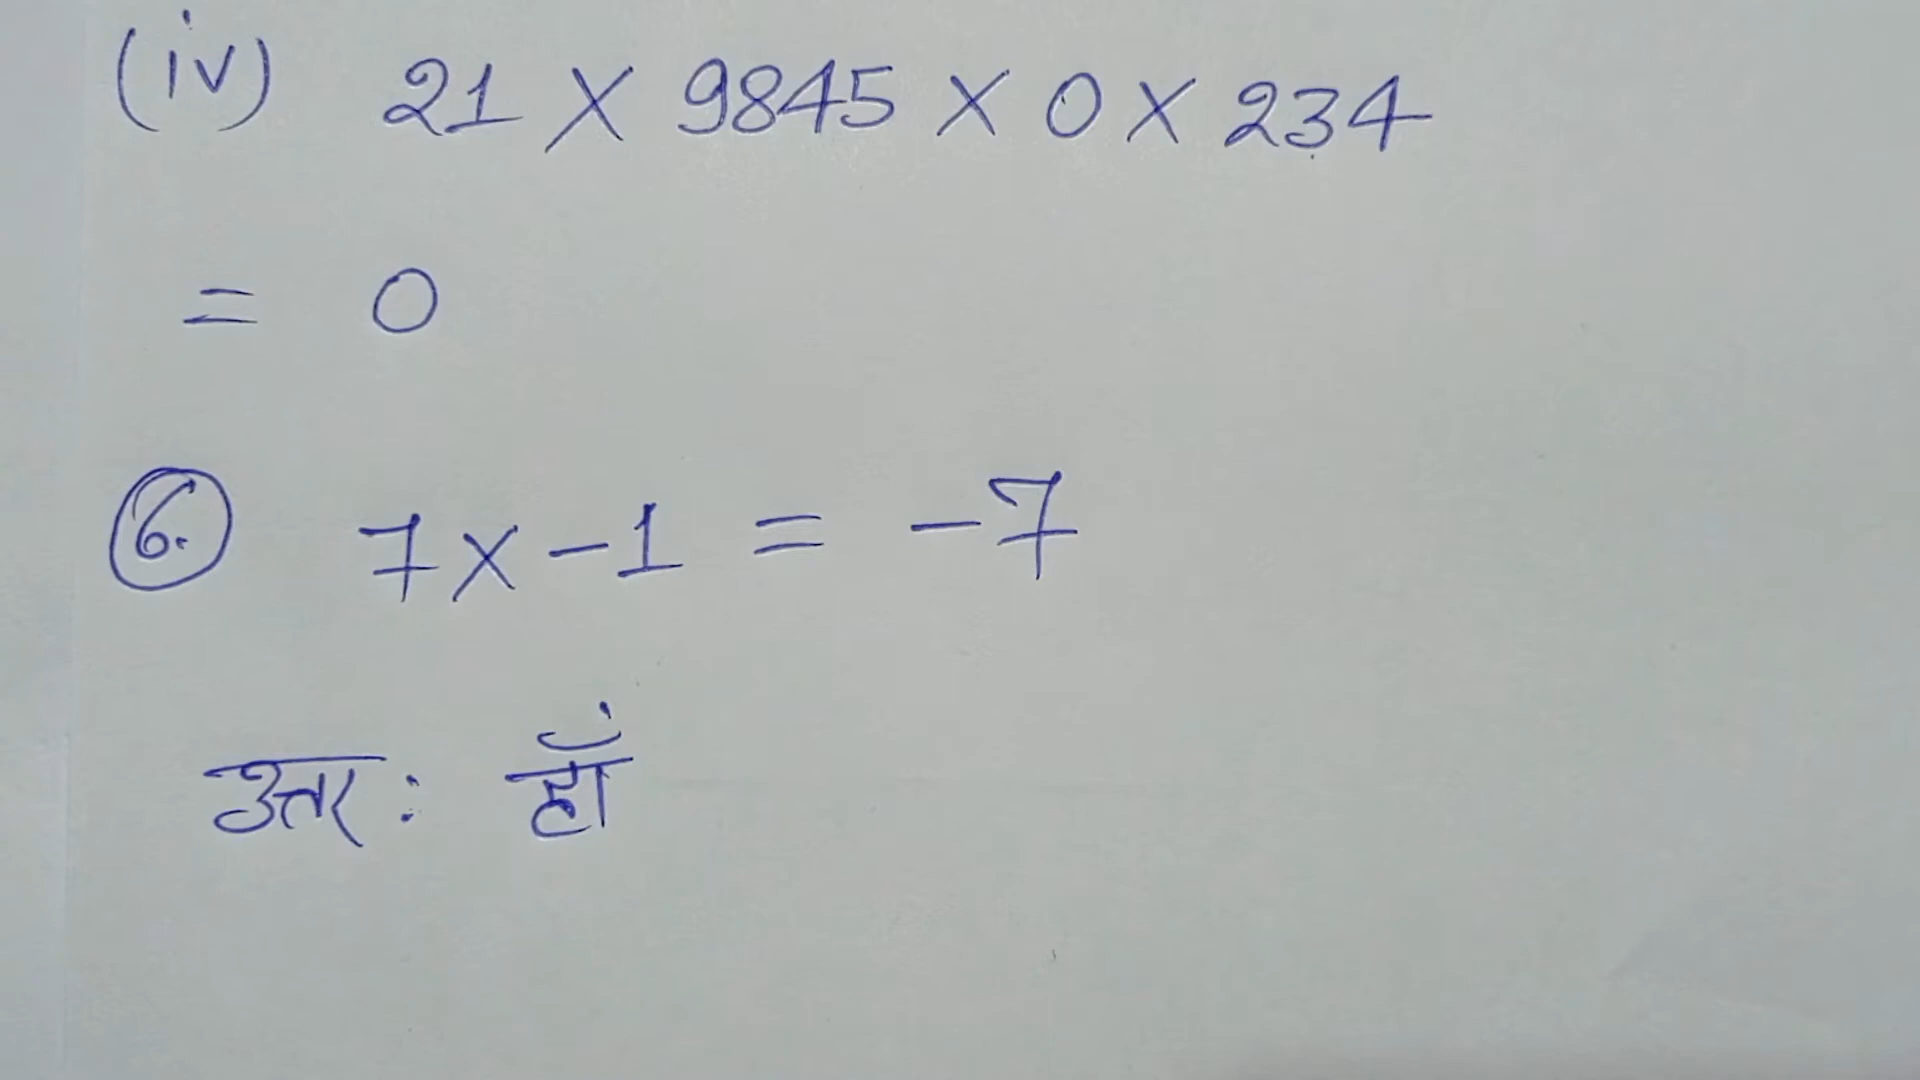 (iv) 21 × 9845 × 0 × 234
= 0
6. 7 × -1 = -7
उत्तर : हाँ